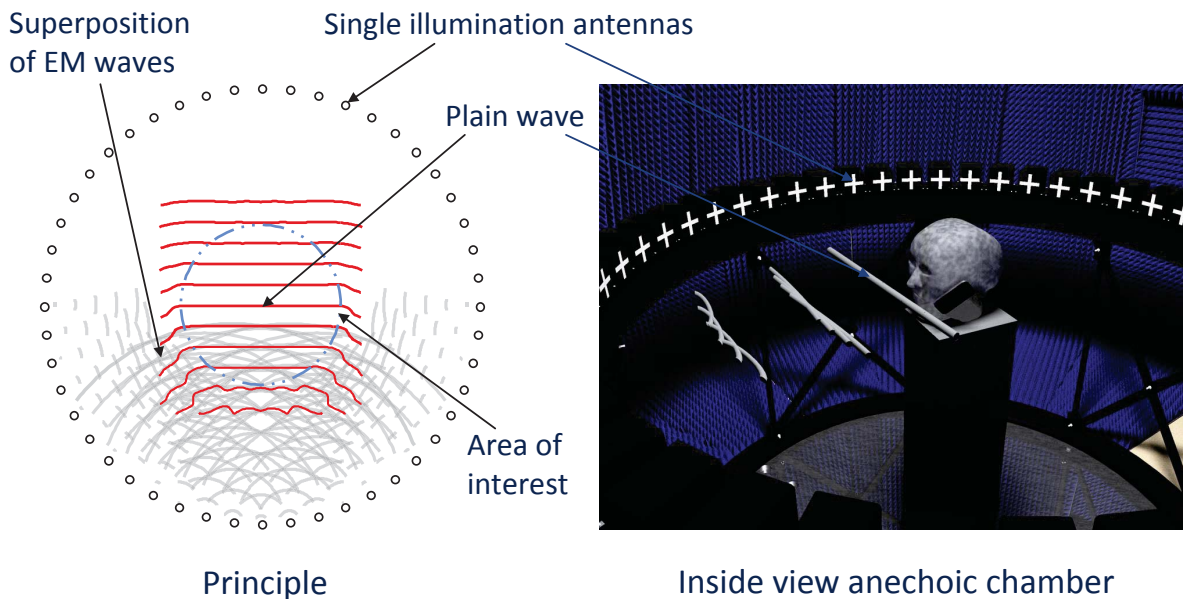 Superposition
of EM waves
Single illumination antennas
Plain wave
Area of
interest
Principle
Inside view anechoic chamber